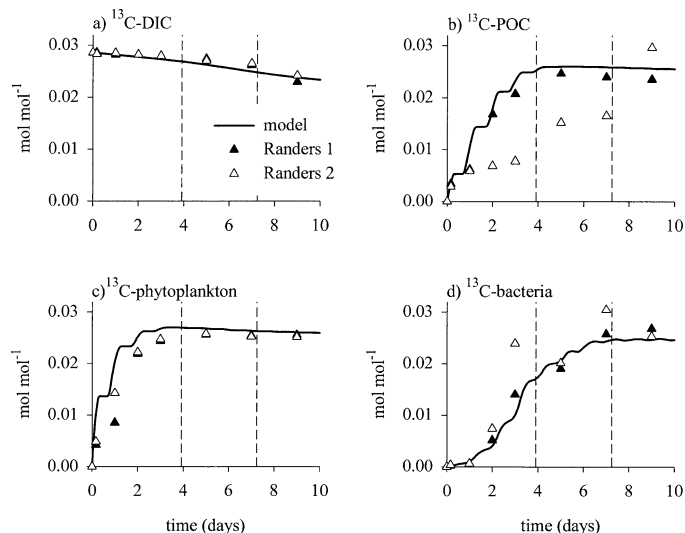 a) ¹³C-DIC
mol mol⁻¹
0.03
0.02
0.01
0.00
0 2 4 6 8 10
model
Randers 1
Randers 2
b) ¹³C-POC
mol mol⁻¹
0.03
0.02
0.01
0.00
0 2 4 6 8 10
c) ¹³C-phytoplankton
mol mol⁻¹
0.03
0.02
0.01
0.00
0 2 4 6 8 10
time (days)
d) ¹³C-bacteria
mol mol⁻¹
0.03
0.02
0.01
0.00
0 2 4 6 8 10
time (days)